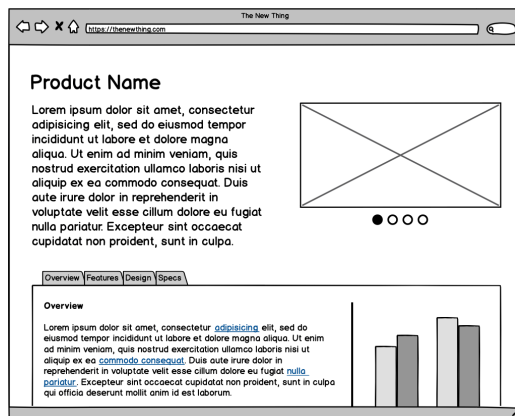 The New Thing
https://thenewthing.com
Product Name
Lorem ipsum dolor sit amet, consectetur
adipisicing elit, sed do eiusmod tempor
incididunt ut labore et dolore magna
aliqua. Ut enim ad minim veniam, quis
nostrud exercitation ullamco laboris nisi ut
aliquip ex ea commodo consequat. Duis
aute irure dolor in reprehenderit in
voluptate velit esse cillum dolore eu fugiat
nulla pariatur. Excepteur sint occaecat
cupidatat non proident, sunt in culpa.
Overview Features Design Specs
Overview
Lorem ipsum dolor sit amet, consectetur adipisicing elit, sed do
eiusmod tempor incididunt ut labore et dolore magna aliqua. Ut enim
ad minim veniam, quis nostrud exercitation ullamco laboris nisi ut
aliquip ex ea commodo consequat. Duis aute irure dolor in
reprehenderit in voluptate velit esse cillum dolore eu fugiat nulla
pariatur. Excepteur sint occaecat cupidatat non proident, sunt in culpa
qui officia deserunt mollit anim id est laborum.